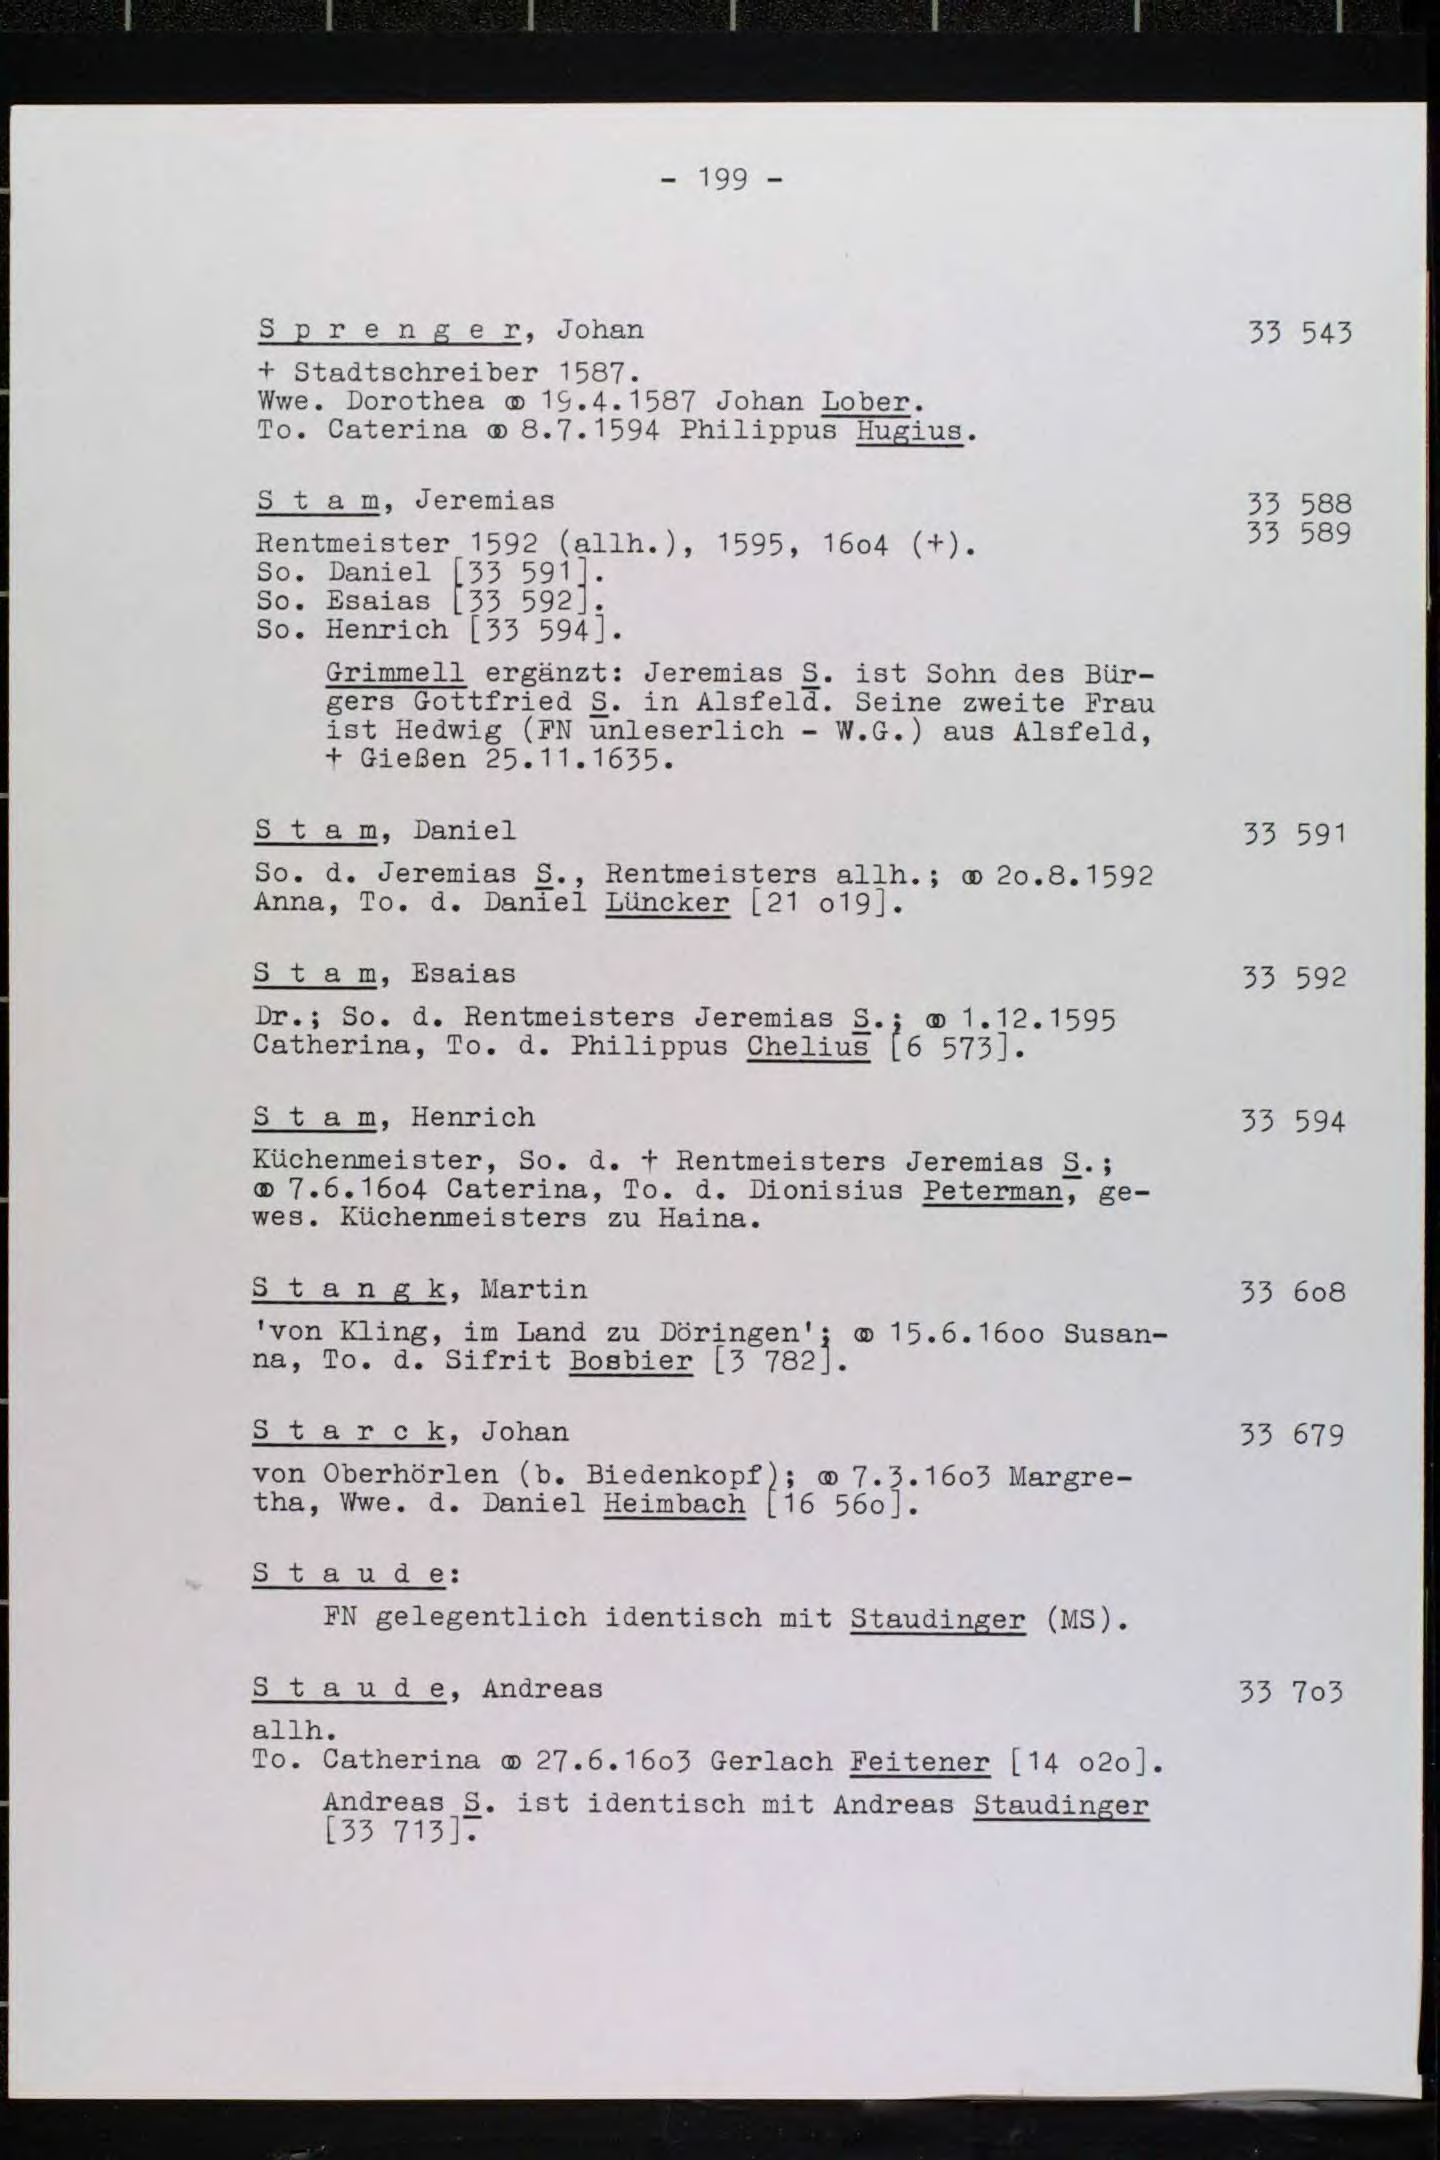 - 199 -
Sprenger, Johan 33 543
+ Stadtschreiber 1587.
Wwe. Dorothea ⚭ 19.4.1587 Johan Lober.
To. Caterina ⚭ 8.7.1594 Philippus Hugius.
Stam, Jeremias 33 588
33 589
Rentmeister 1592 (allh.), 1595, 16o4 (+).
So. Daniel [33 591].
So. Esaias [33 592].
So. Henrich [33 594].
Grimmell ergänzt: Jeremias S. ist Sohn des Bür-
gers Gottfried S. in Alsfeld. Seine zweite Frau
ist Hedwig (FN unleserlich - W.G.) aus Alsfeld,
+ Gießen 25.11.1635.
Stam, Daniel 33 591
So. d. Jeremias S., Rentmeisters allh.; ⚭ 2o.8.1592
Anna, To. d. Daniel Lüncker [21 o19].
Stam, Esaias 33 592
Dr.; So. d. Rentmeisters Jeremias S.; ⚭ 1.12.1595
Catherina, To. d. Philippus Chelius [6 573].
Stam, Henrich 33 594
Küchenmeister, So. d. + Rentmeisters Jeremias S.;
⚭ 7.6.16o4 Caterina, To. d. Dionisius Peterman, ge-
wes. Küchenmeisters zu Haina.
Stangk, Martin 33 6o8
'von Kling, im Land zu Döringen'; ⚭ 15.6.16oo Susan-
na, To. d. Sifrit Bosbier [3 782].
Starck, Johan 33 679
von Oberhörlen (b. Biedenkopf); ⚭ 7.3.16o3 Margre-
tha, Wwe. d. Daniel Heimbach [16 56o].
Staude:
FN gelegentlich identisch mit Staudinger (MS).
Staude, Andreas 33 7o3
allh.
To. Catherina ⚭ 27.6.16o3 Gerlach Feitener [14 o2o].
Andreas S. ist identisch mit Andreas Staudinger
[33 713].